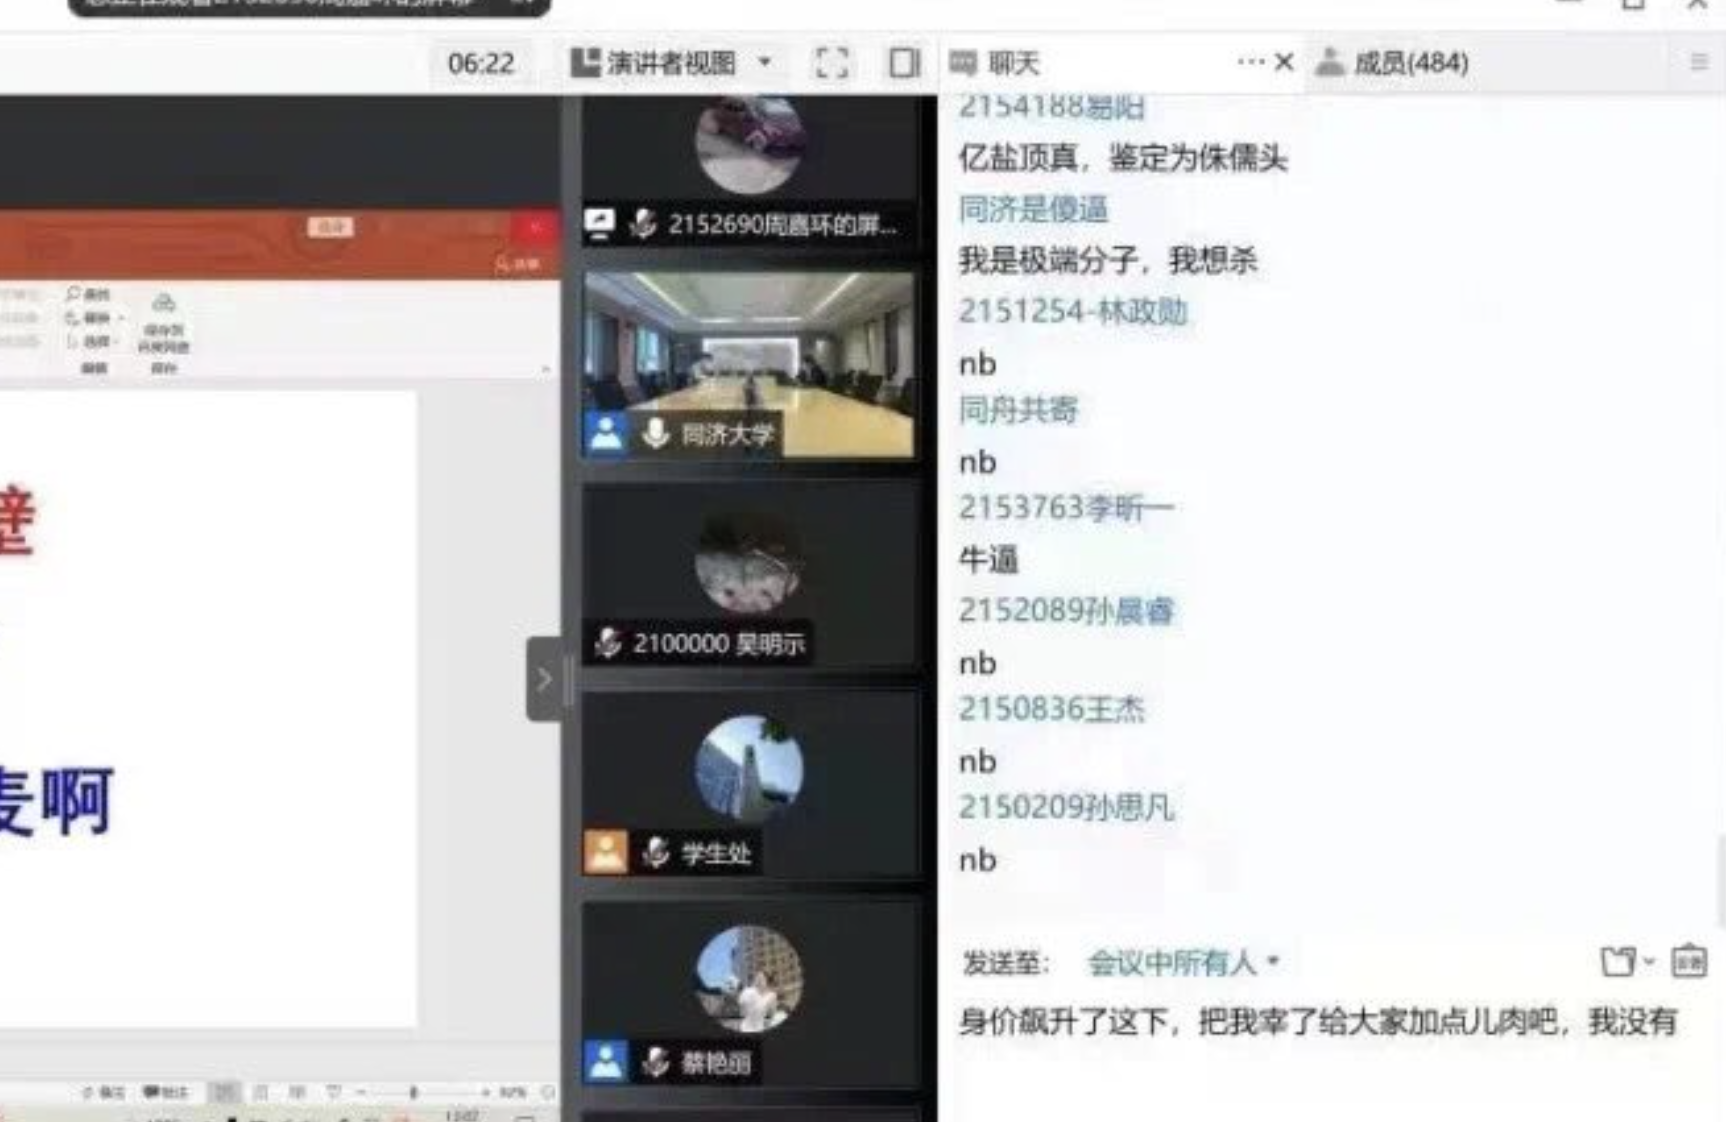 06:22
演讲者视图
聊天
成员(484)
2154188易阳
亿盐顶真，鉴定为侏儒头
同济是傻逼
我是极端分子，我想杀
2151254-林政勋
nb
同舟共寄
nb
2153763李昕一
牛逼
2152089孙晨睿
nb
2150836王杰
nb
2150209孙思凡
nb
发送至：
会议中所有人
身价飙升了这下，把我宰了给大家加点儿肉吧，我没有
2152690周嘉环的屏...
同济大学
2100000 吴明示
学生处
蔡艳丽
麦啊